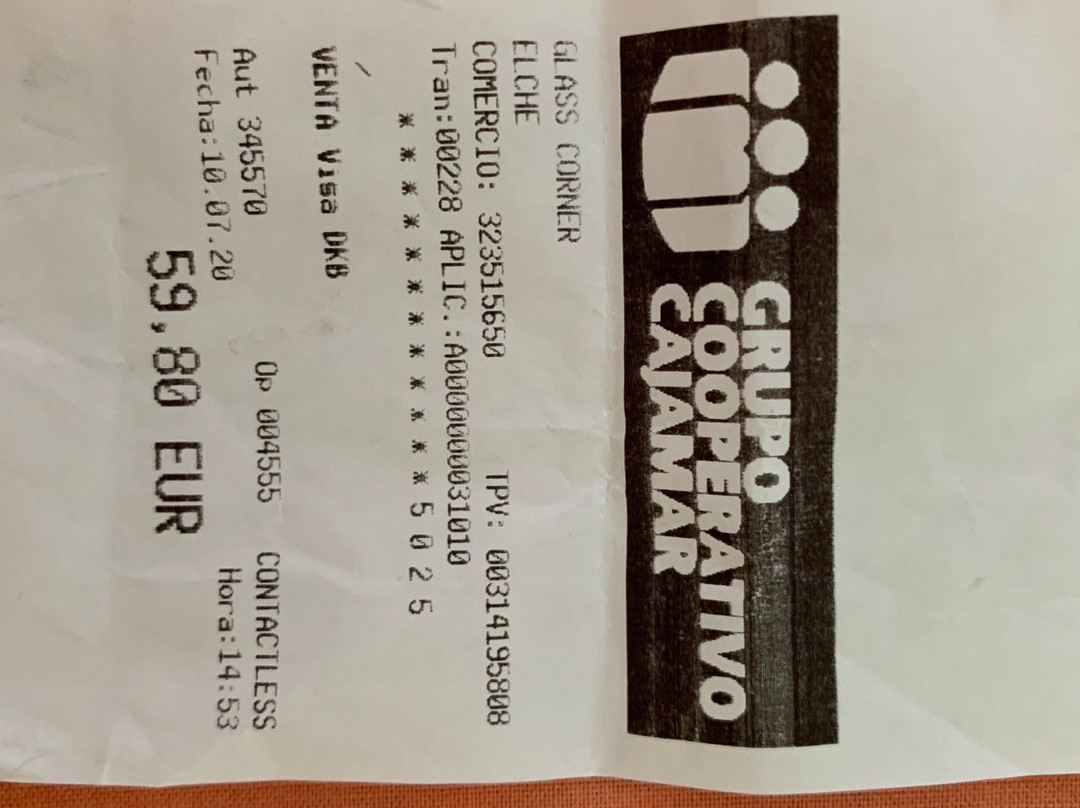 GRUPO
COOPERATIVO
CAJAMAR
GLASS CORNER
ELCHE
COMERCIO: 323515650 TPV: 00314195808
Tran:00228 APLIC.:A0000000031010
* * * * * * * * * * * * 5 0 2 5
VENTA Visa DKB
Aut 345570 Op 004555 CONTACTLESS
Fecha:10.07.20 Hora:14:53
59,80 EUR